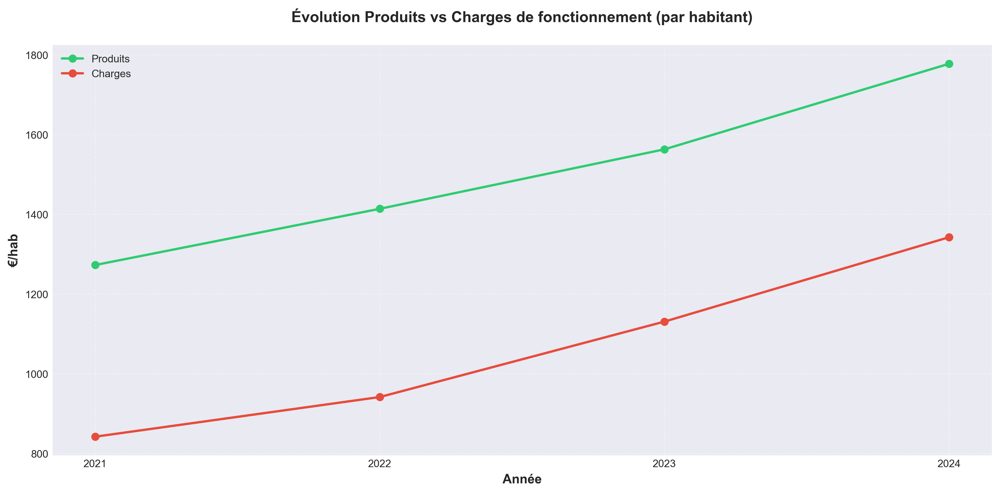 Évolution Produits vs Charges de fonctionnement (par habitant)
Produits
Charges
1800
1600
1400
1200
1000
800
€/hab
2021
2022
2023
2024
Année